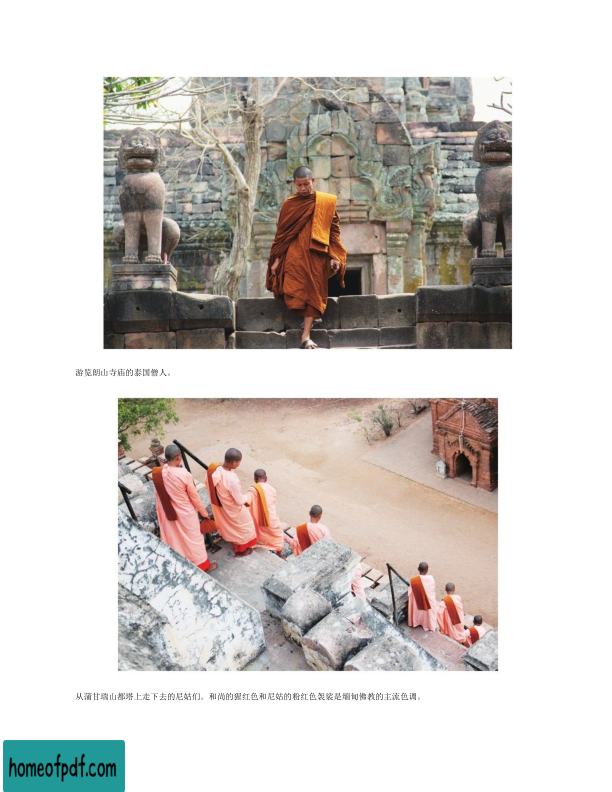 游览朗山寺庙的泰国僧人。
从蒲甘瑞山都塔上走下去的尼姑们。和尚的猩红色和尼姑的粉红色袈裟是缅甸佛教的主流色调。
homeofpdf.com